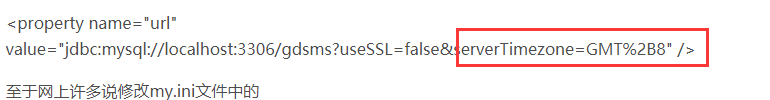 <property name="url"
value="jdbc:mysql://localhost:3306/gdsms?useSSL=false&serverTimezone=GMT%2B8" />
至于网上许多说修改my.ini文件中的